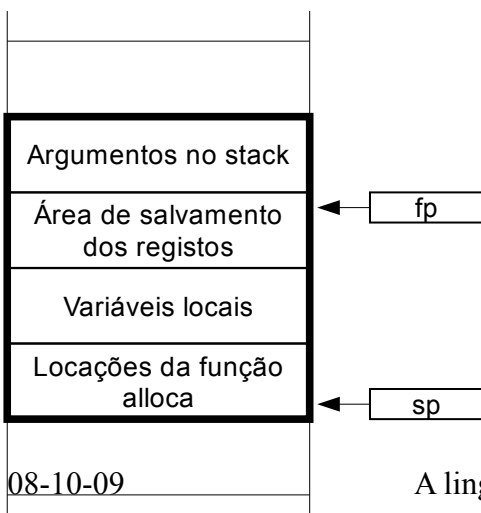 Argumentos no stack
Área de salvamento
dos registos
fp
Variáveis locais
Locações da função
alloca
sp
08-10-09
A ling